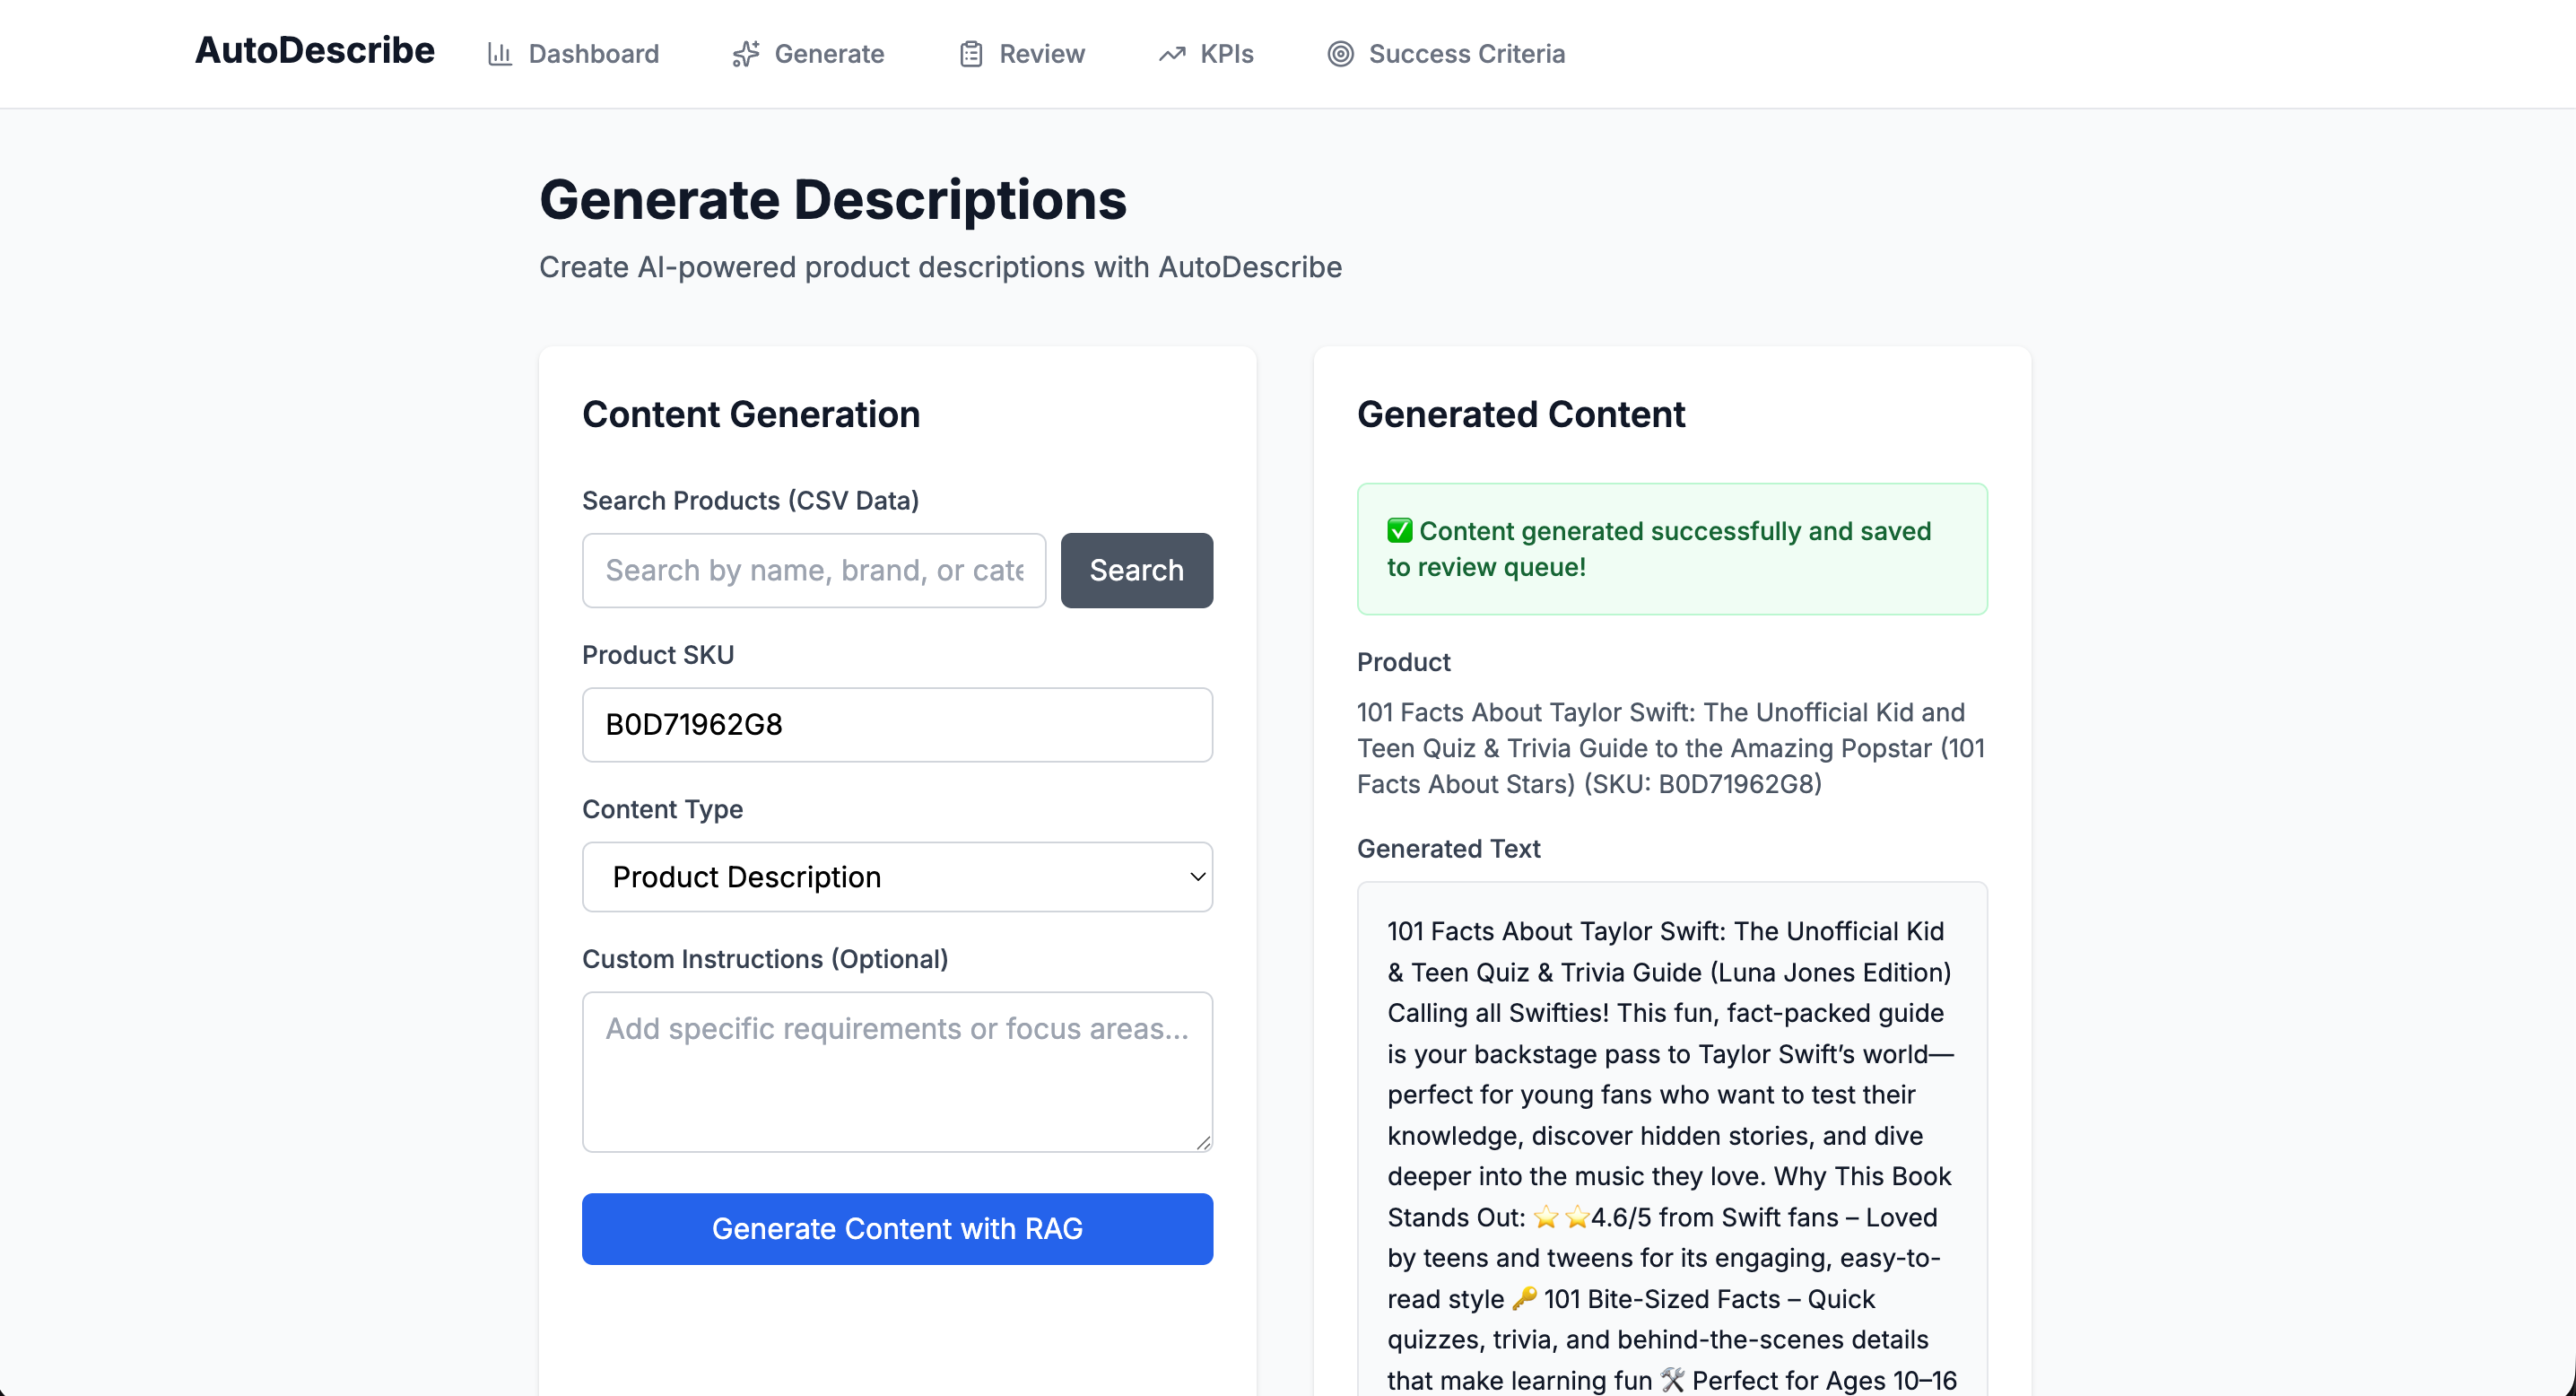 AutoDescribe
Dashboard
Generate
Review
KPIs
Success Criteria
Generate Descriptions
Create AI-powered product descriptions with AutoDescribe
Content Generation
Search Products (CSV Data)
Search by name, brand, or cate
Search
Product SKU
B0D71962G8
Content Type
Product Description
Custom Instructions (Optional)
Add specific requirements or focus areas...
Generate Content with RAG
Generated Content
✅ Content generated successfully and saved
to review queue!
Product
101 Facts About Taylor Swift: The Unofficial Kid and
Teen Quiz & Trivia Guide to the Amazing Popstar (101
Facts About Stars) (SKU: B0D71962G8)
Generated Text
101 Facts About Taylor Swift: The Unofficial Kid
& Teen Quiz & Trivia Guide (Luna Jones Edition)
Calling all Swifties! This fun, fact-packed guide
is your backstage pass to Taylor Swift’s world—
perfect for young fans who want to test their
knowledge, discover hidden stories, and dive
deeper into the music they love. Why This Book
Stands Out: ⭐ ⭐4.6/5 from Swift fans – Loved
by teens and tweens for its engaging, easy-to-
read style 🔑 101 Bite-Sized Facts – Quick
quizzes, trivia, and behind-the-scenes details
that make learning fun 🛠️ Perfect for Ages 10–16